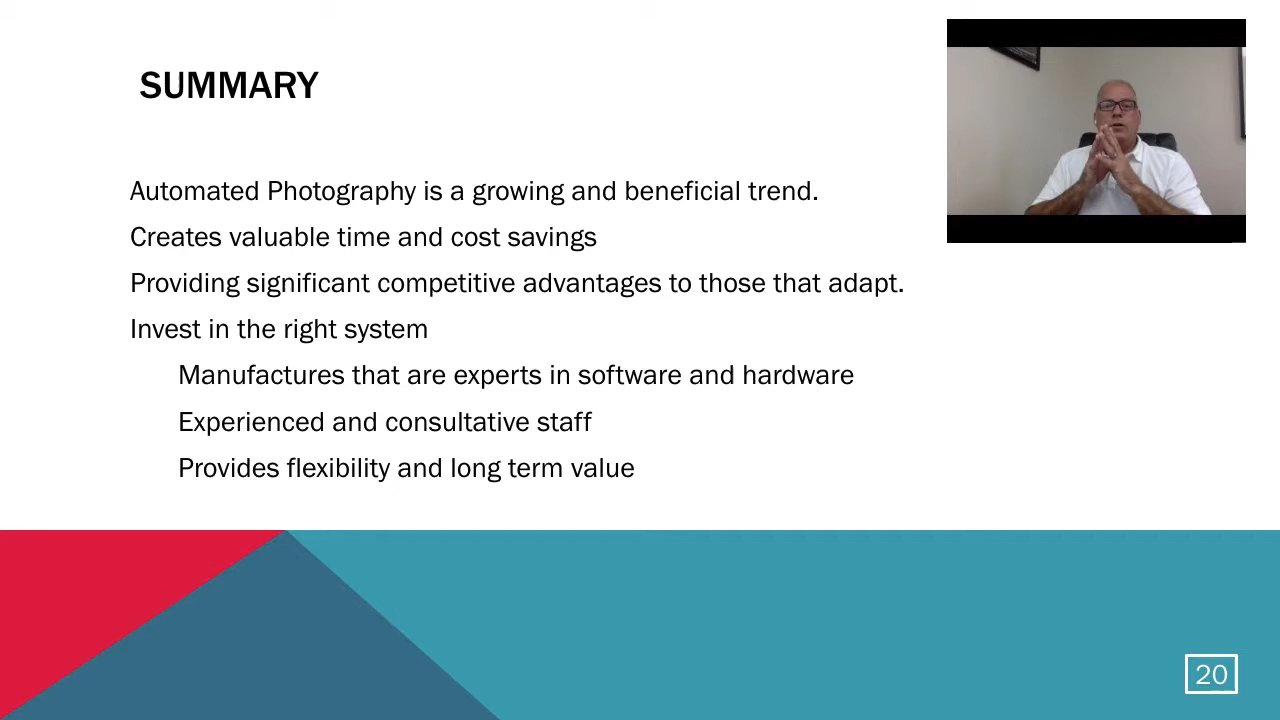 SUMMARY
Automated Photography is a growing and beneficial trend.
Creates valuable time and cost savings
Providing significant competitive advantages to those that adapt.
Invest in the right system
Manufactures that are experts in software and hardware
Experienced and consultative staff
Provides flexibility and long term value
20